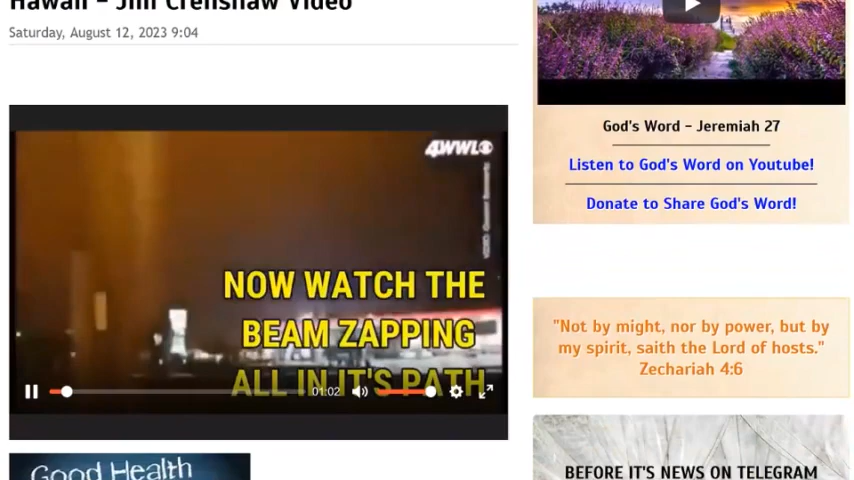 Hawaii - Jim Crenshaw Video
Saturday, August 12, 2023 9:04
4WWL
NOW WATCH THE
BEAM ZAPPING
ALL IN IT'S PATH
01:02
Good Health
God's Word - Jeremiah 27
Listen to God's Word on Youtube!
Donate to Share God's Word!
"Not by might, nor by power, but by
my spirit, saith the Lord of hosts."
Zechariah 4:6
BEFORE IT'S NEWS ON TELEGRAM